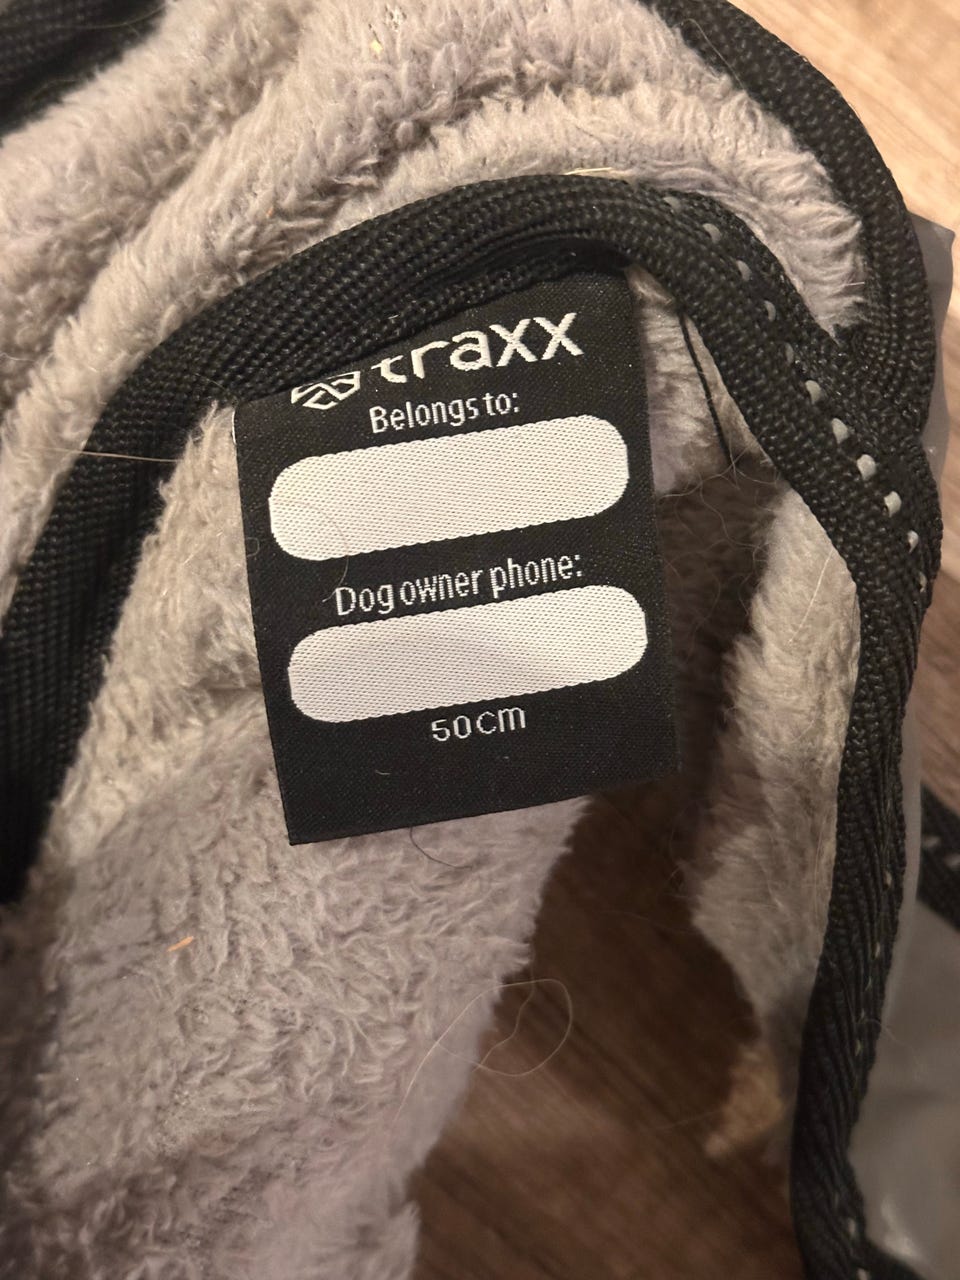 traxx
Belongs to:
Dog owner phone:
50cm